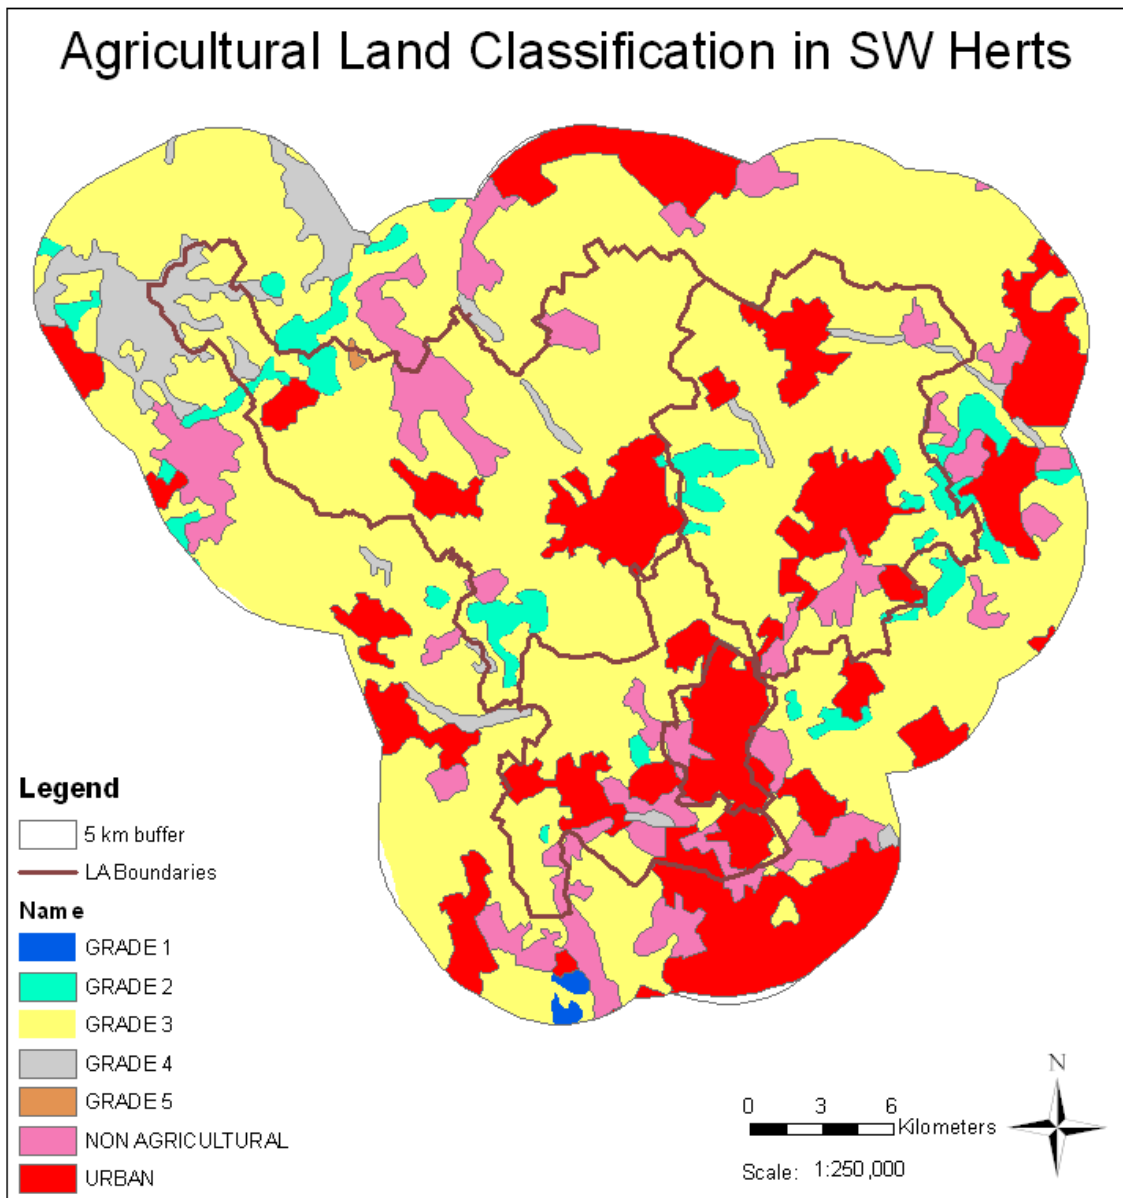 Agricultural Land Classification in SW Herts
Legend
5 km buffer
LA Boundaries
Name
GRADE 1
GRADE 2
GRADE 3
GRADE 4
GRADE 5
NON AGRICULTURAL
URBAN
N
0 3 6
Kilometers
Scale: 1:250,000